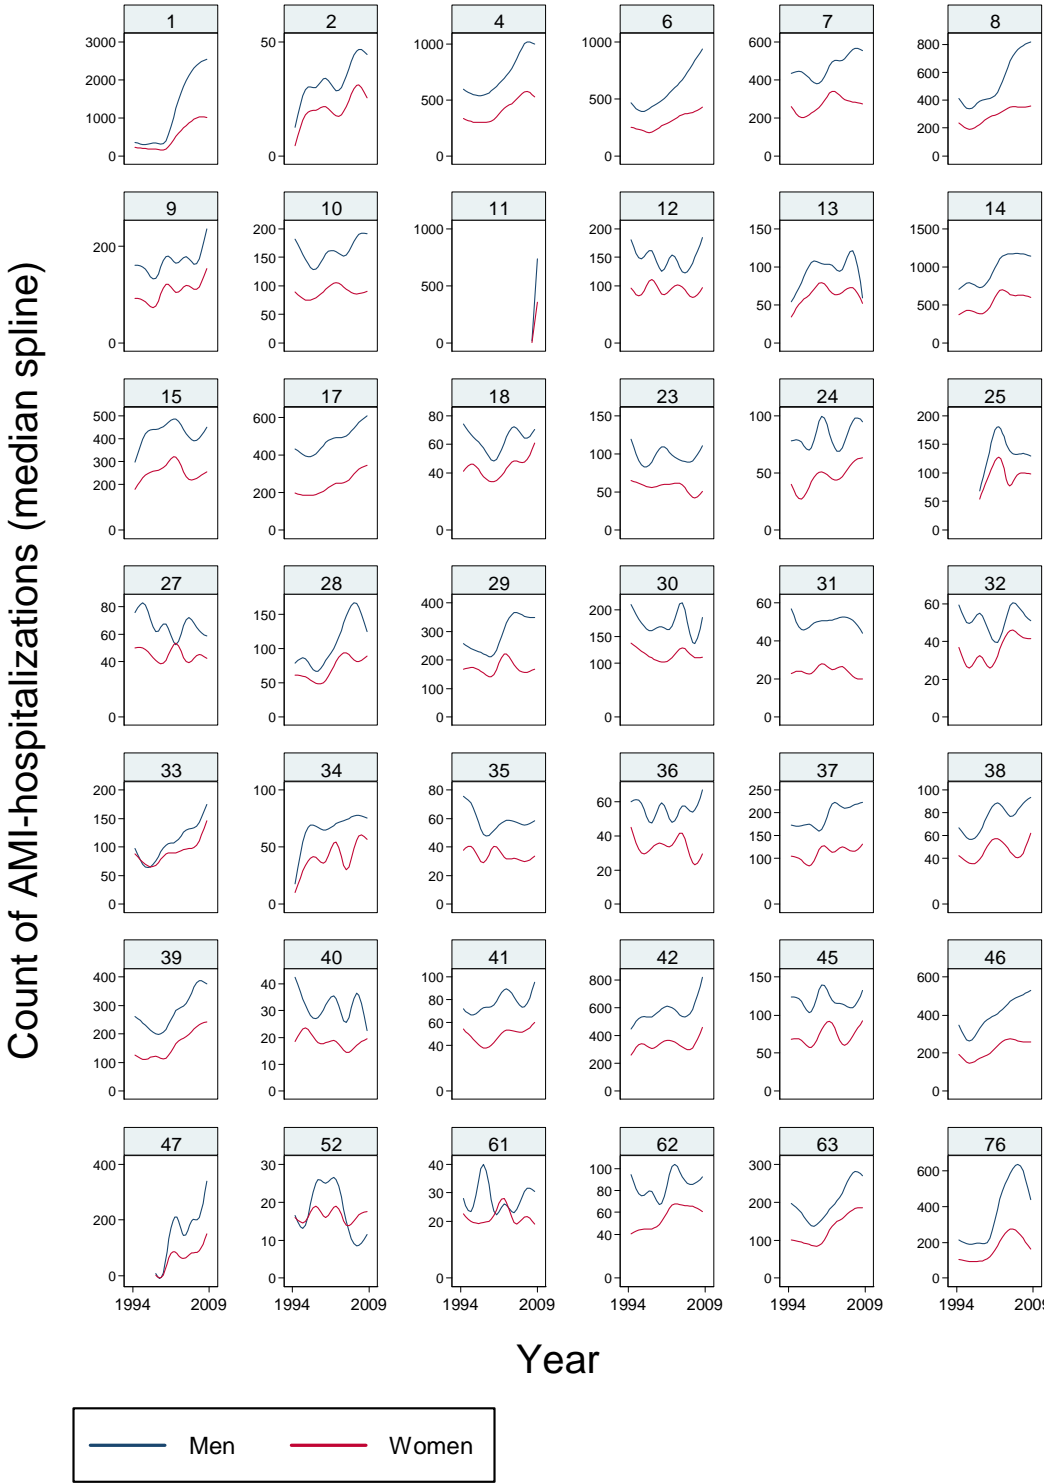 Count of AMI-hospitalizations (median spline)
1 2 4 6 7 8
3000 50 1000 1000 600 800
2000 500 500 400 600
1000 200 400
200
0 0 0 0 0 0
9 10 11 12 13 14
200 200 1000 200 150 1500
150 500 150 100 1000
100 100 50 500
50
0 0 0 0 0 0
15 17 18 23 24 25
500 600 80 150 100 200
400 400 60 100 50 150
300 200 40 50 100
200 50
0 0 0 0 0 0
27 28 29 30 31 32
80 150 400 200 60 60
60 100 300 150 40 40
40 50 200 100 20 20
100
0 0 0 0 0 0
33 34 35 36 37 38
200 100 80 60 250 100
150 50 60 40 200 80
100 40 20 150 60
50 20 100 40
0 0 0 0 0 0
39 40 41 42 45 46
400 40 100 800 150 600
300 30 80 600 100 400
200 20 60 400 50 200
100 10 40 200
0 0 0 0 0 0
47 52 61 62 63 76
400 30 40 100 300 600
200 20 30 80 200 400
10 20 60 100 200
40
0 0 0 0 0 0
1994 2009 1994 2009 1994 2009 1994 2009 1994 2009 1994 2009
Year
Men Women